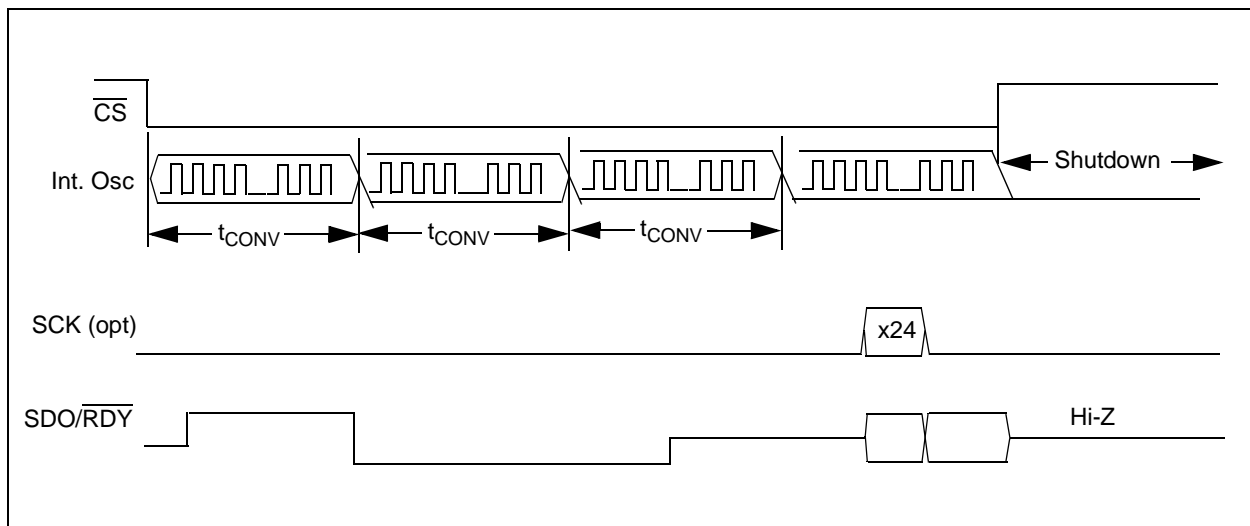 CS
Int. Osc
Shutdown
tCONV
tCONV
tCONV
SCK (opt)
x24
SDO/RDY
Hi-Z